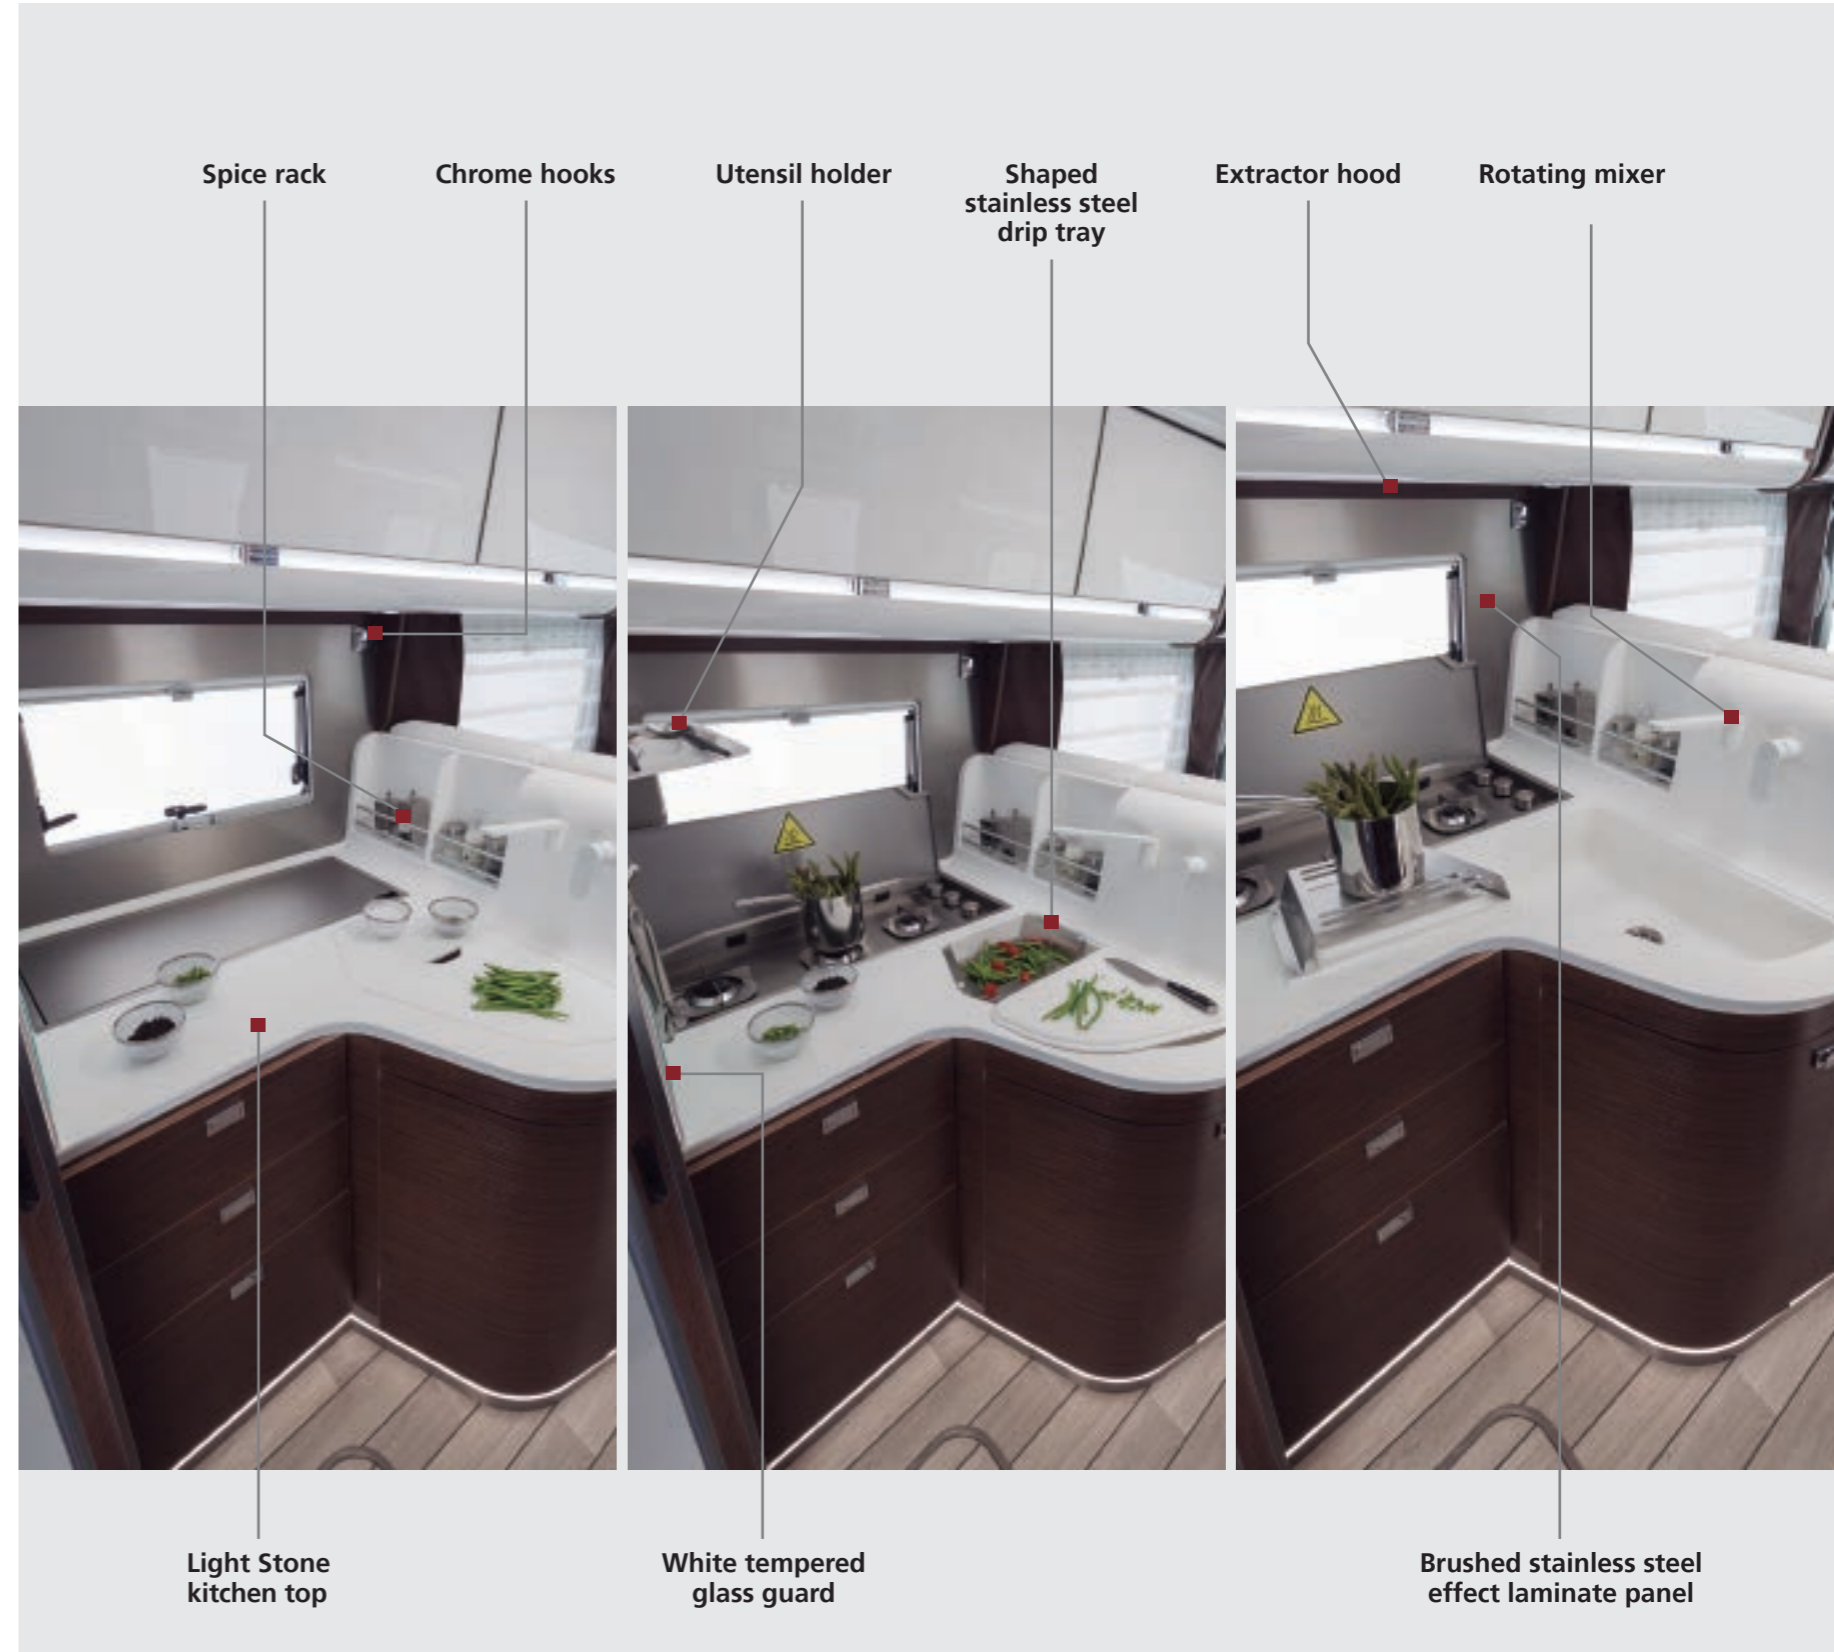 Spice rack
Chrome hooks
Utensil holder
Shaped
stainless steel
drip tray
Extractor hood
Rotating mixer
Light Stone
kitchen top
White tempered
glass guard
Brushed stainless steel
effect laminate panel